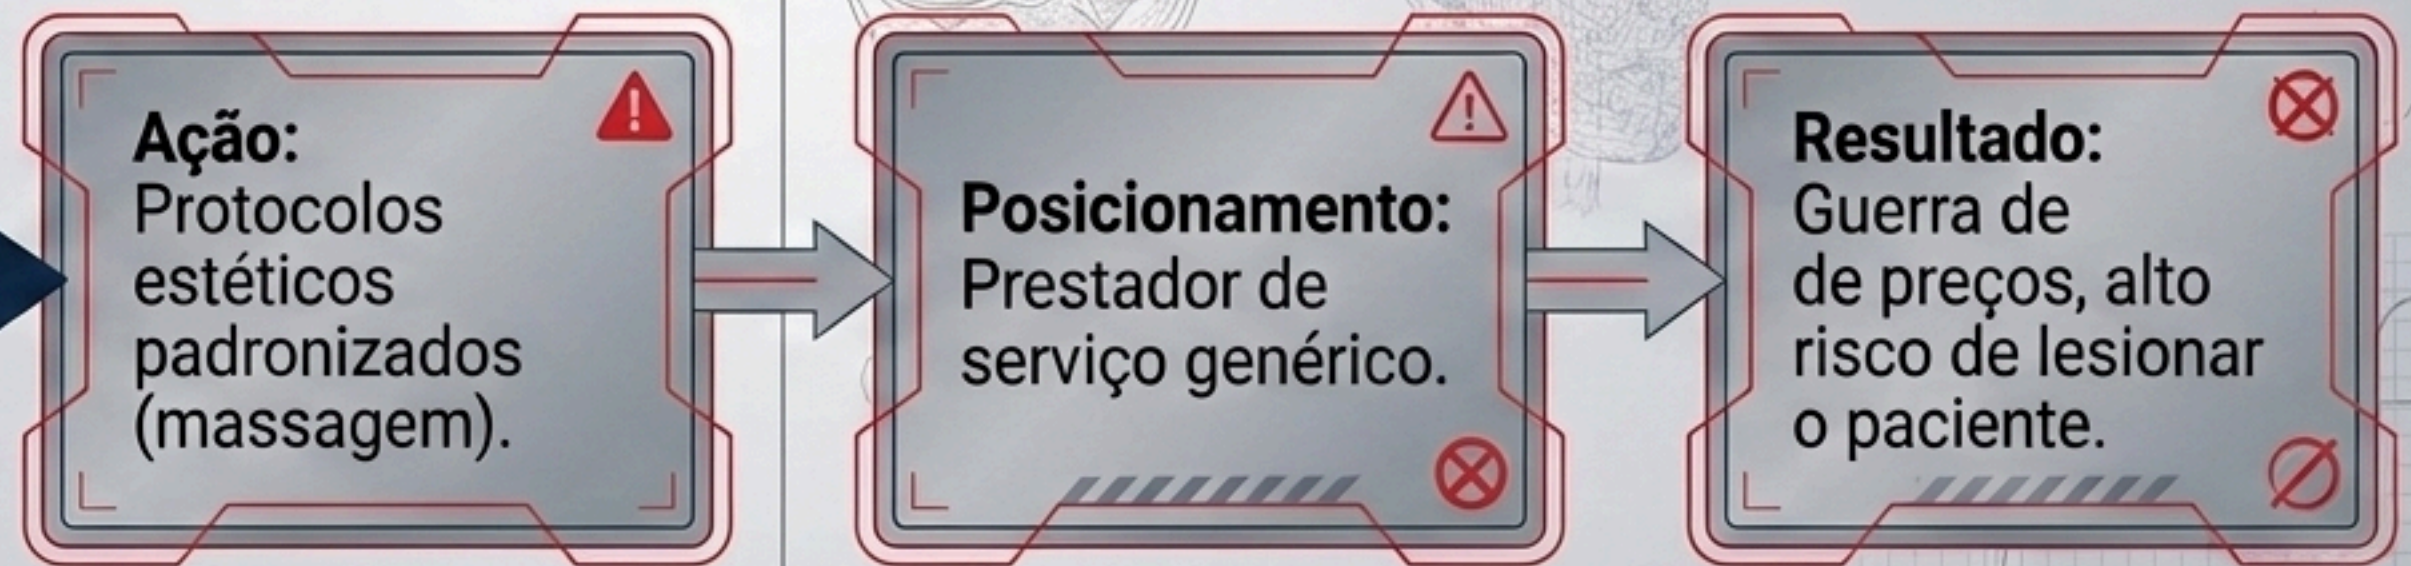 Ação:
Protocolos
estéticos
padronizados
(massagem).
Posicionamento:
Prestador de
serviço genérico.
Resultado:
Guerra de
de preços, alto
risco de lesionar
o paciente.